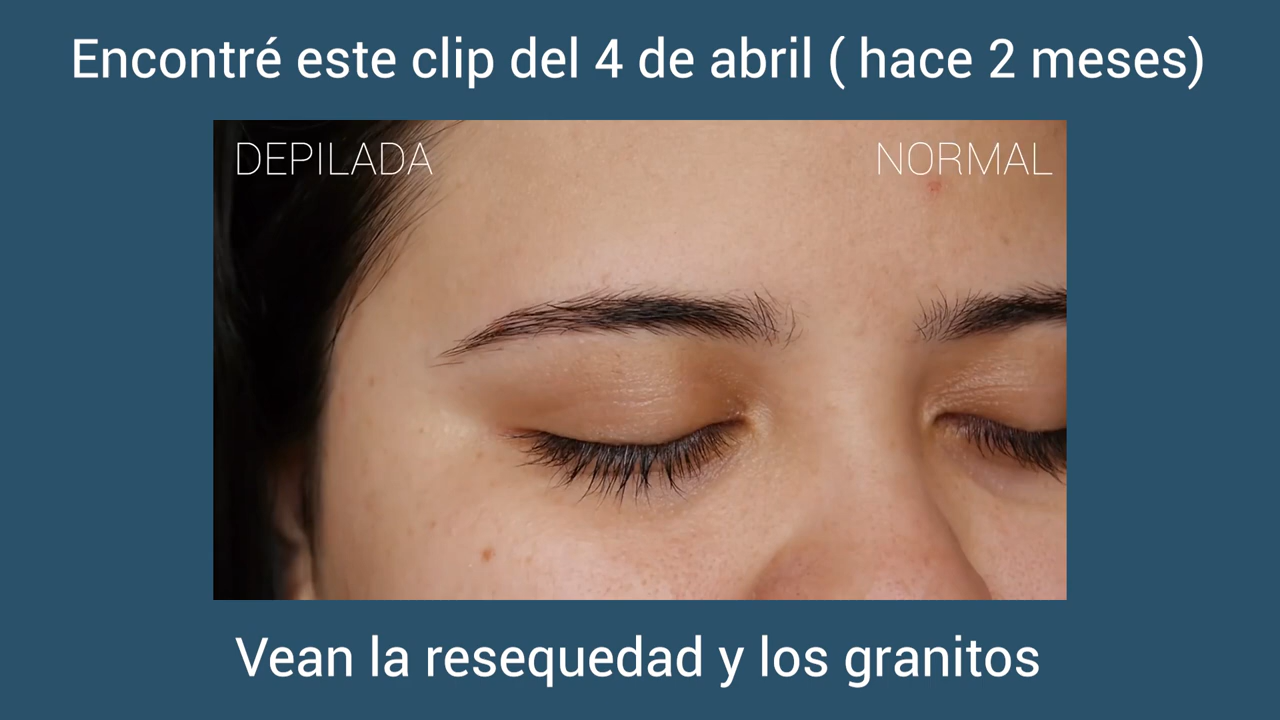 Encontré este clip del 4 de abril ( hace 2 meses)
DEPILADA
NORMAL
Vean la resequedad y los granitos